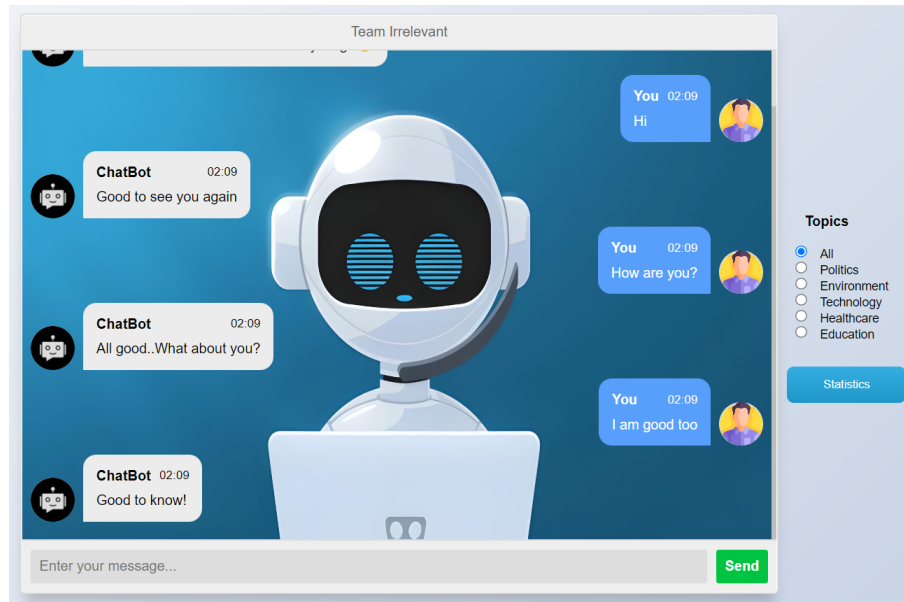 Team Irrelevant
You 02:09
Hi
ChatBot 02:09
Good to see you again
You 02:09
How are you?
ChatBot 02:09
All good..What about you?
You 02:09
I am good too
ChatBot 02:09
Good to know!
Enter your message...
Send
Topics
All
Politics
Environment
Technology
Healthcare
Education
Statistics